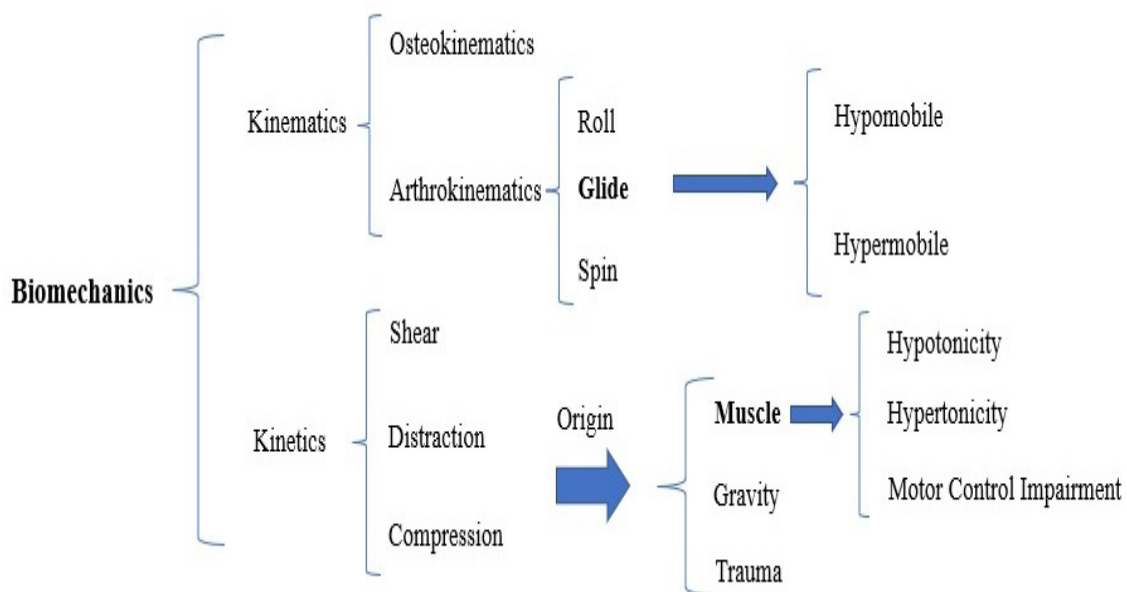 Biomechanics
Kinematics
Osteokinematics
Arthrokinematics
Roll
Glide
Spin
Hypomobile
Hypermobile
Kinetics
Shear
Distraction
Compression
Origin
Muscle
Gravity
Trauma
Hypotonicity
Hypertonicity
Motor Control Impairment